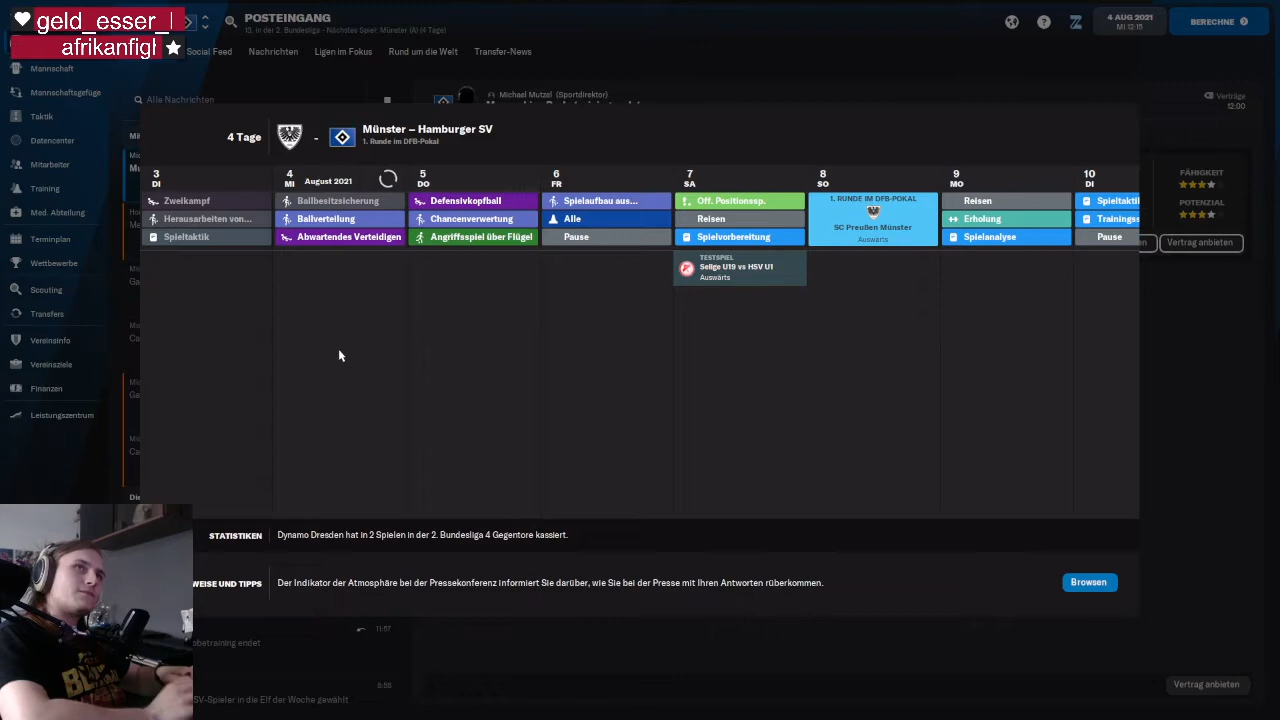 geld_esser_l
afrikanfigh
POSTEINGANG
13. in der 2. Bundesliga - Nächstes Spiel: Münster (A) (4 Tage)
4 AUG 2021
MI 12:15
BERECHNE
Social Feed
Nachrichten
Ligen im Fokus
Rund um die Welt
Transfer-News
Mannschaft
Mannschaftsgefüge
Taktik
Datencenter
Mitarbeiter
Training
Med. Abteilung
Terminplan
Wettbewerbe
Scouting
Transfers
Vereinsinfo
Vereinsziele
Finanzen
Leistungszentrum
Alle Nachrichten
Michael Mutzel (Sportdirektor)
Verträge
12:00
4 Tage
-
Münster – Hamburger SV
1. Runde im DFB-Pokal
3
DI
4
MI
August 2021
5
DO
6
FR
7
SA
8
SO
9
MO
10
DI
Zweikampf
Herausarbeiten von...
Spieltaktik
Ballbesitzsicherung
Ballverteilung
Abwartendes Verteidigen
Defensivkopfball
Chancenverwertung
Angriffsspiel über Flügel
Spielaufbau aus...
Alle
Pause
Off. Positionssp.
Reisen
Spielvorbereitung
TESTSPIEL
Selige U19 vs HSV U1
Auswärts
1. RUNDE IM DFB-POKAL
SC Preußen Münster
Auswärts
Reisen
Erholung
Spielanalyse
Spieltakti
Trainingss
Pause
FÄHIGKEIT
POTENZIAL
en
Vertrag anbieten
STATISTIKEN
Dynamo Dresden hat in 2 Spielen in der 2. Bundesliga 4 Gegentore kassiert.
WEISE UND TIPPS
Der Indikator der Atmosphäre bei der Pressekonferenz informiert Sie darüber, wie Sie bei der Presse mit Ihren Antworten rüberkommen.
Browsen
11:57
obetraining endet
8:56
SV-Spieler in die Elf der Woche gewählt
Vertrag anbieten